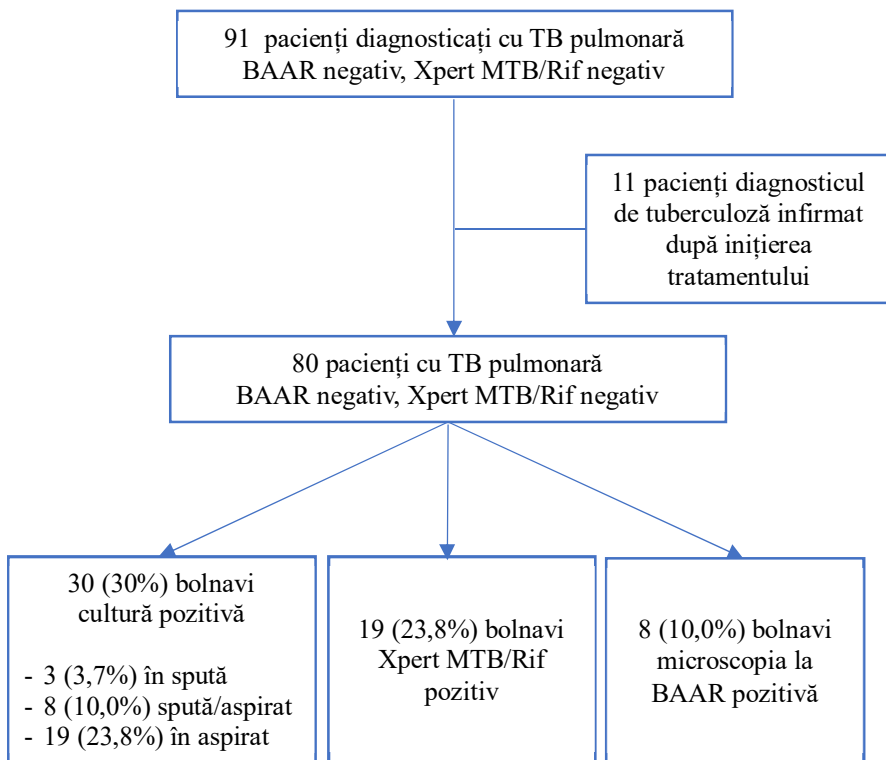 91 pacienți diagnosticați cu TB pulmonară
BAAR negativ, Xpert MTB/Rif negativ
11 pacienți diagnosticul
de tuberculoză infirmat
după inițierea
tratamentului
80 pacienți cu TB pulmonară
BAAR negativ, Xpert MTB/Rif negativ
30 (30%) bolnavi
cultură pozitivă
- 3 (3,7%) în spută
- 8 (10,0%) spută/aspirat
- 19 (23,8%) în aspirat
19 (23,8%) bolnavi
Xpert MTB/Rif
pozitiv
8 (10,0%) bolnavi
microscopia la
BAAR pozitivă